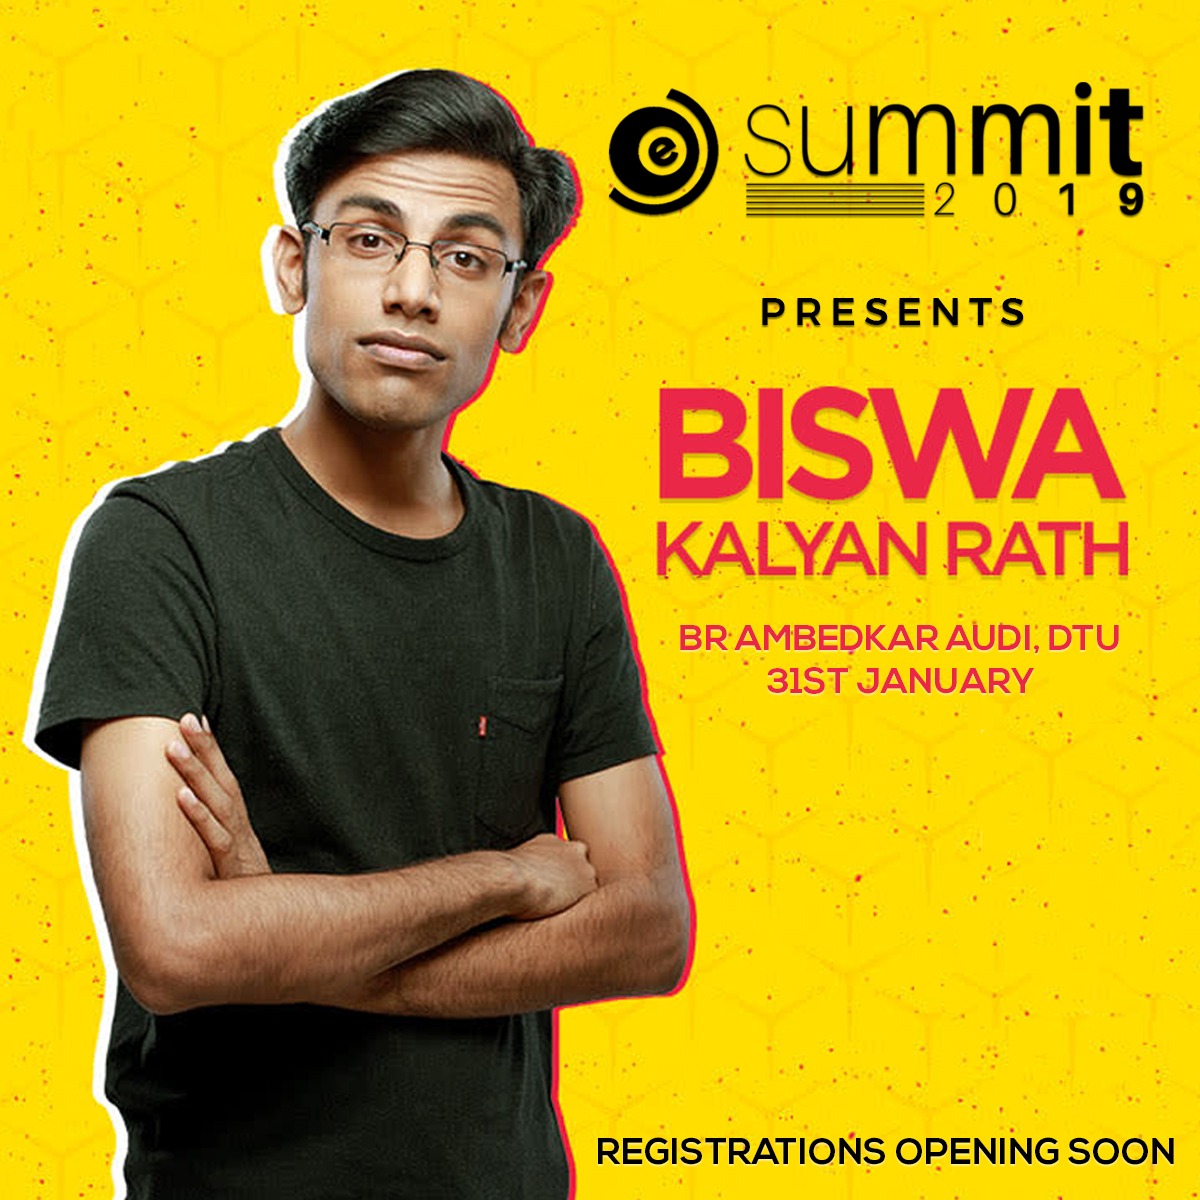 e summit
2019
PRESENTS
BISWA
KALYAN RATH
BR AMBEDKAR AUDI, DTU
31ST JANUARY
REGISTRATIONS OPENING SOON